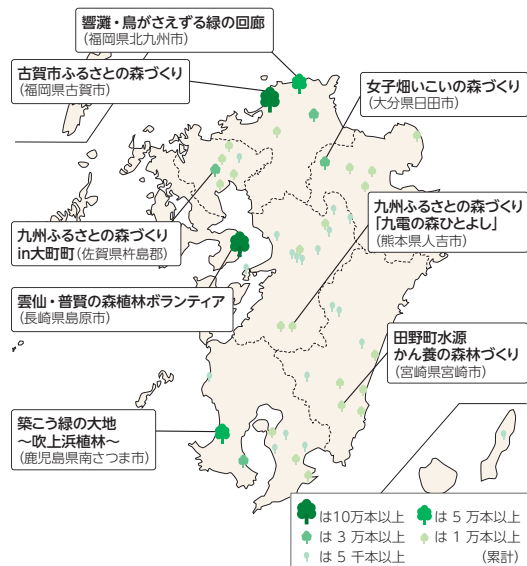 響灘・鳥がさえずる緑の回廊
(福岡県北九州市)
古賀市ふるさとの森づくり
(福岡県古賀市)
女子畑いこいの森づくり
(大分県日田市)
九州ふるさとの森づくり
in大町町(佐賀県杵島郡)
九州ふるさとの森づくり
「九電の森ひとよし」
(熊本県人吉市)
雲仙・普賢の森植林ボランティア
(長崎県島原市)
田野町水源
かん養の森林づくり
(宮崎県宮崎市)
築こう緑の大地
～吹上浜植林～
(鹿児島県南さつま市)
は10万本以上
は 5 万本以上
は 3 万本以上
は 1 万本以上
は 5 千本以上
(累計)